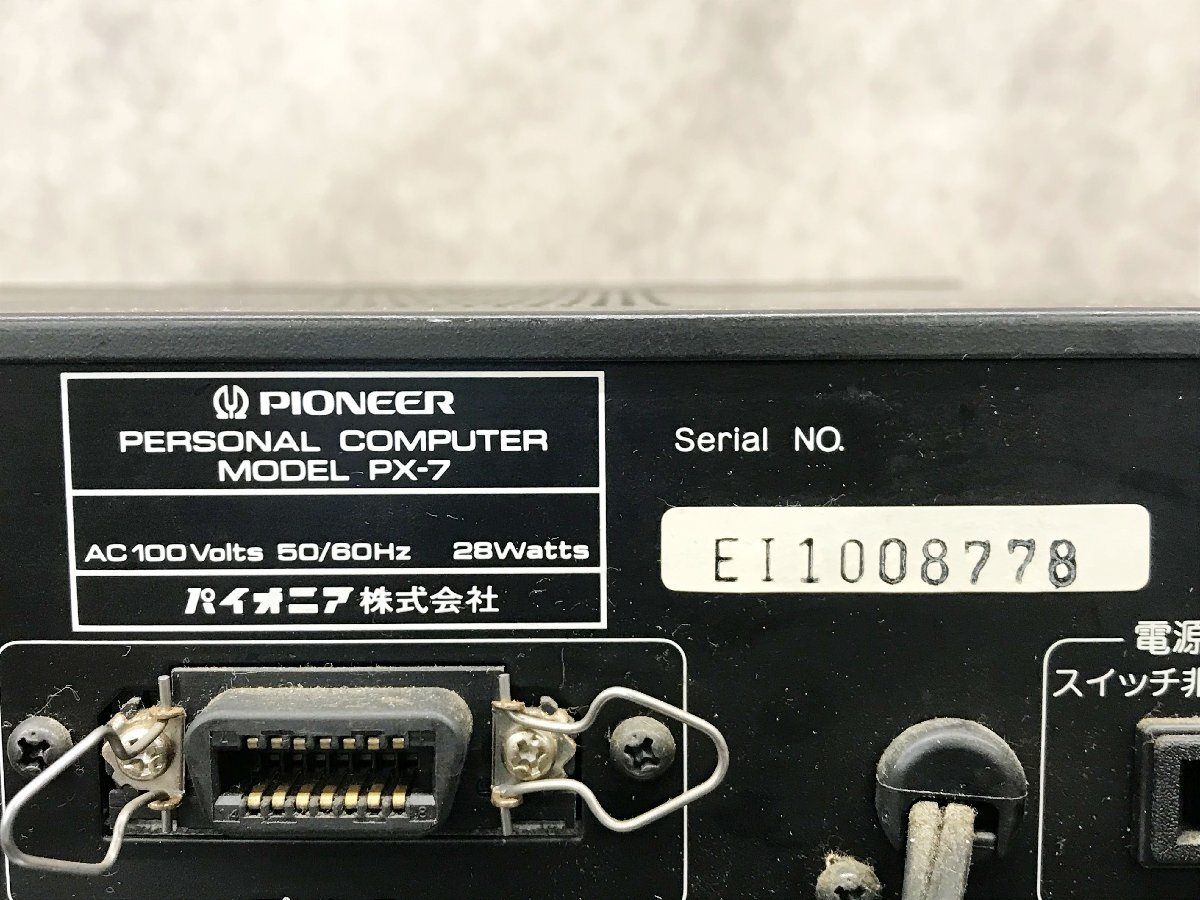 PIONEER
PERSONAL COMPUTER
MODEL PX-7
AC 100 Volts 50/60Hz 28Watts
パイオニア株式会社
Serial NO.
EI1008778
電源
スイッチ非